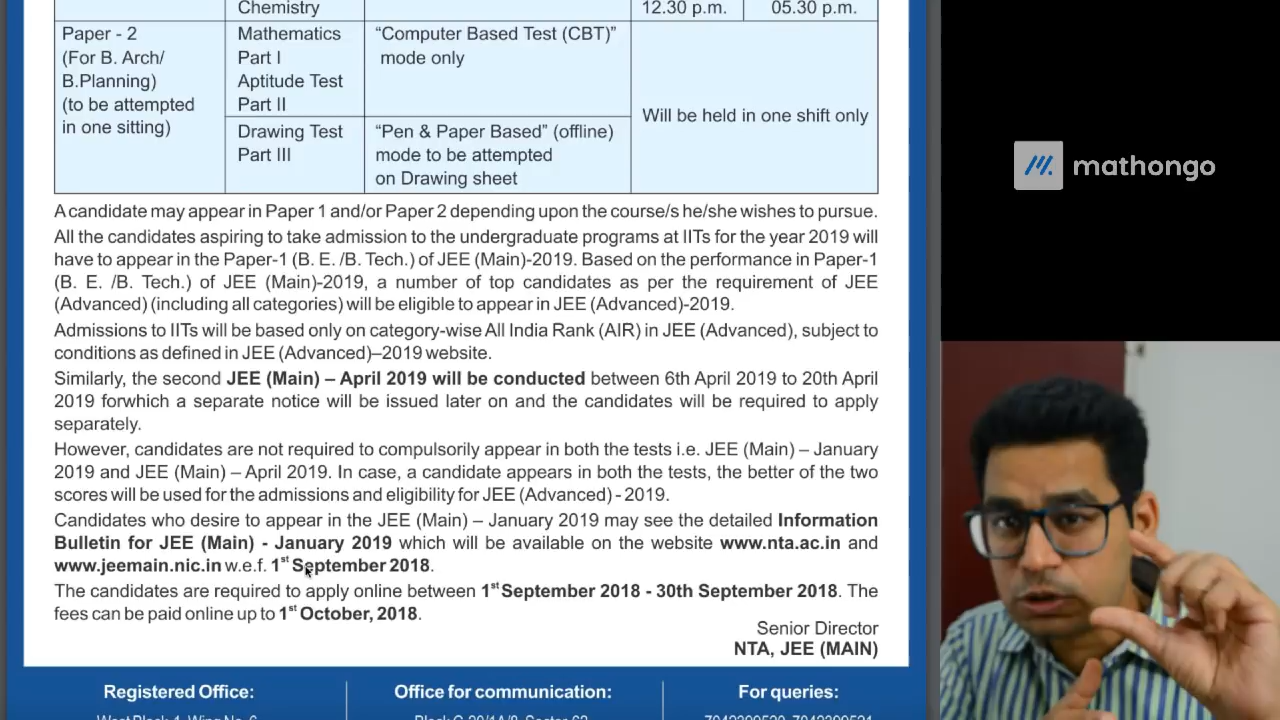 Chemistry
12.30 p.m.
05.30 p.m.
Paper - 2
(For B. Arch/
B.Planning)
(to be attempted
in one sitting)
Mathematics
Part I
Aptitude Test
Part II
“Computer Based Test (CBT)”
mode only
Drawing Test
Part III
“Pen & Paper Based” (offline)
mode to be attempted
on Drawing sheet
Will be held in one shift only
A candidate may appear in Paper 1 and/or Paper 2 depending upon the course/s he/she wishes to pursue.
All the candidates aspiring to take admission to the undergraduate programs at IITs for the year 2019 will
have to appear in the Paper-1 (B. E. /B. Tech.) of JEE (Main)-2019. Based on the performance in Paper-1
(B. E. /B. Tech.) of JEE (Main)-2019, a number of top candidates as per the requirement of JEE
(Advanced) (including all categories) will be eligible to appear in JEE (Advanced)-2019.
Admissions to IITs will be based only on category-wise All India Rank (AIR) in JEE (Advanced), subject to
conditions as defined in JEE (Advanced)–2019 website.
Similarly, the second JEE (Main) – April 2019 will be conducted between 6th April 2019 to 20th April
2019 forwhich a separate notice will be issued later on and the candidates will be required to apply
separately.
However, candidates are not required to compulsorily appear in both the tests i.e. JEE (Main) – January
2019 and JEE (Main) – April 2019. In case, a candidate appears in both the tests, the better of the two
scores will be used for the admissions and eligibility for JEE (Advanced) - 2019.
Candidates who desire to appear in the JEE (Main) – January 2019 may see the detailed Information
Bulletin for JEE (Main) - January 2019 which will be available on the website www.nta.ac.in and
www.jeemain.nic.in w.e.f. 1st September 2018.
The candidates are required to apply online between 1st September 2018 - 30th September 2018. The
fees can be paid online up to 1st October, 2018.
Senior Director
NTA, JEE (MAIN)
Registered Office:
Office for communication:
For queries:
mathongo